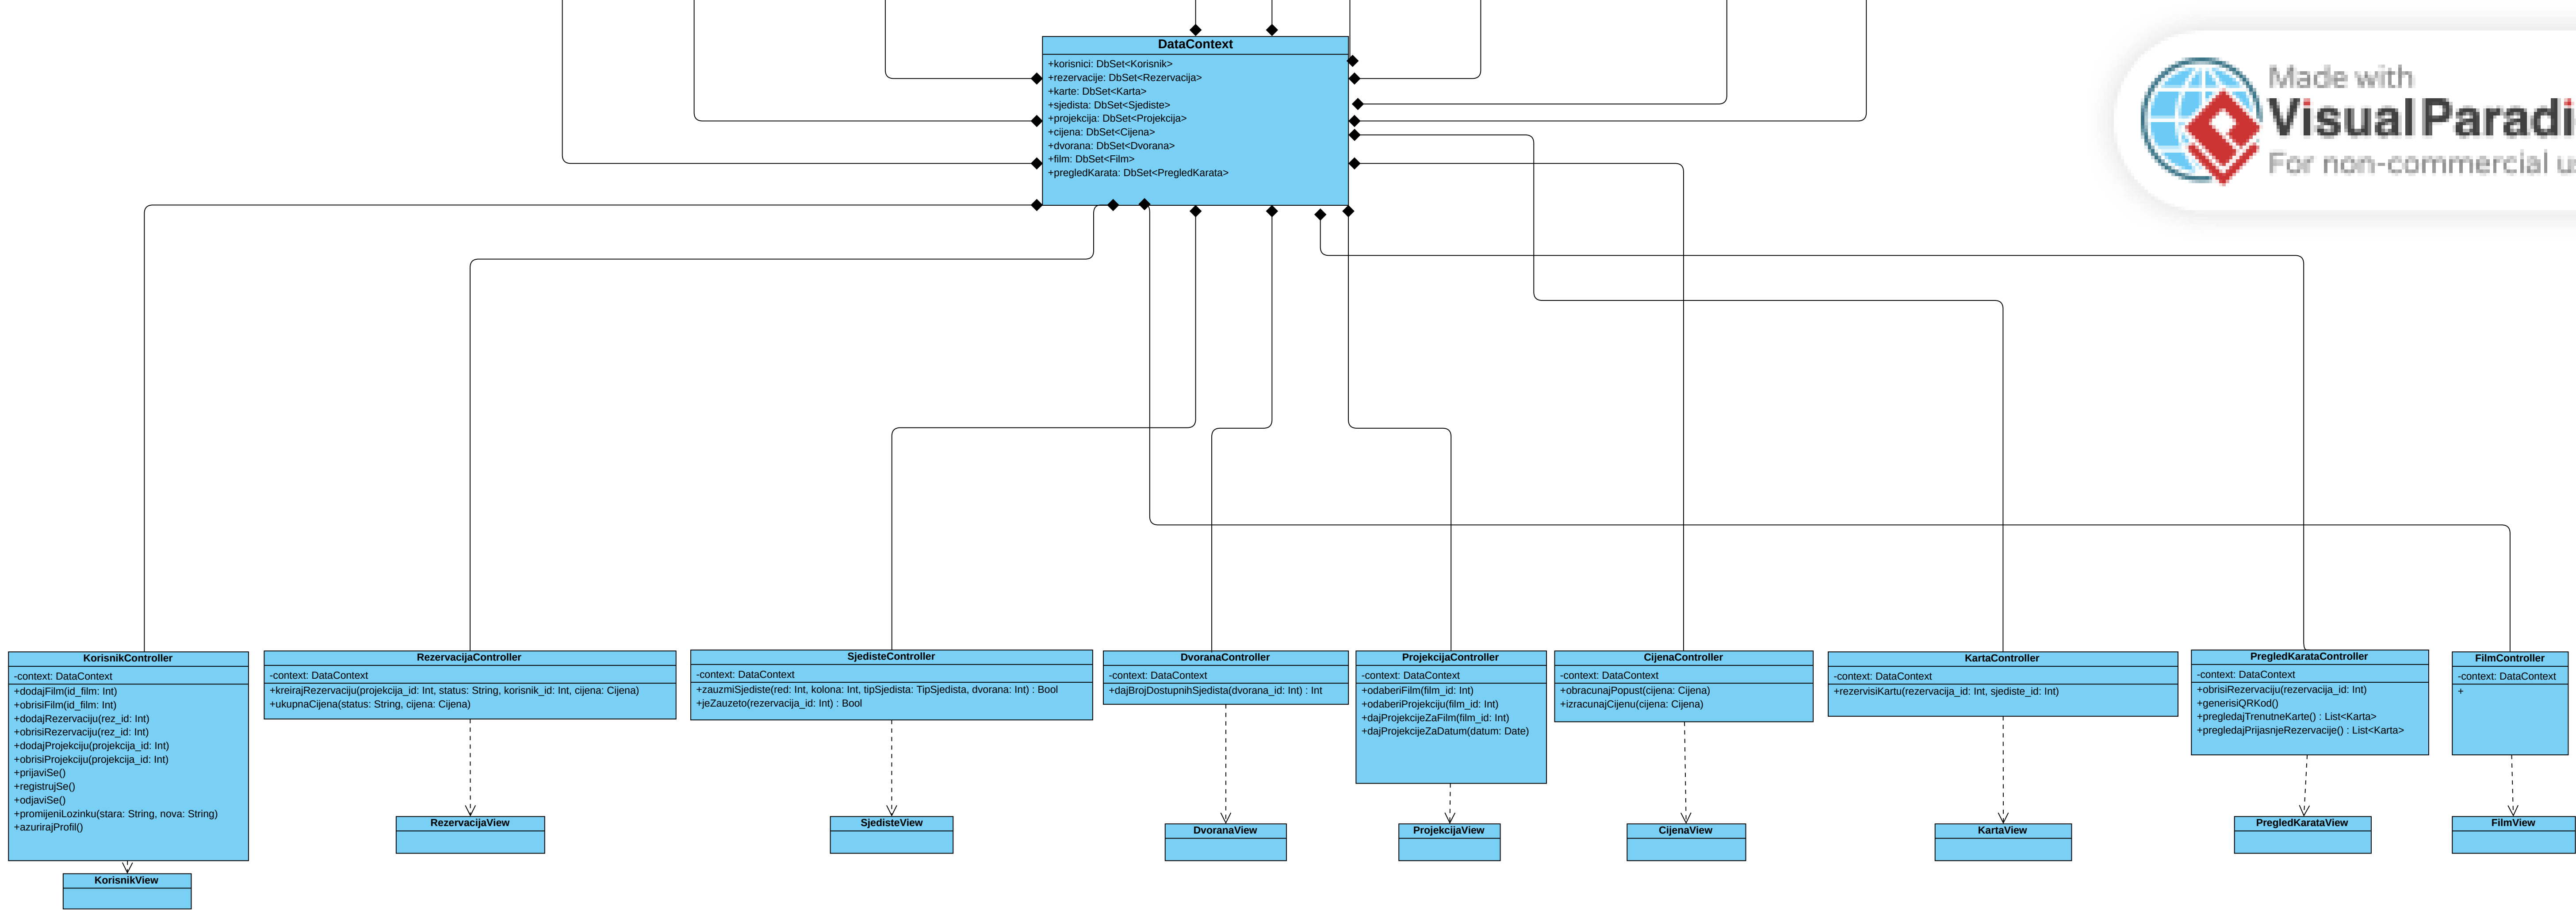 DataContext
+korisnici: DbSet<Korisnik>
+rezervacije: DbSet<Rezervacija>
+karte: DbSet<Karta>
+sjedista: DbSet<Sjediste>
+projekcija: DbSet<Projekcija>
+cijena: DbSet<Cijena>
+dvorana: DbSet<Dvorana>
+film: DbSet<Film>
+pregledKarata: DbSet<PregledKarata>
Made with
Visual Paradi
For non-commercial us
KorisnikController
-context: DataContext
+dodajFilm(id_film: Int)
+obrisiFilm(id_film: Int)
+dodajRezervaciju(rez_id: Int)
+obrisiRezervaciju(rez_id: Int)
+dodajProjekciju(projekcija_id: Int)
+obrisiProjekciju(projekcija_id: Int)
+prijaviSe()
+registrujSe()
+odjaviSe()
+promijeniLozinku(stara: String, nova: String)
+azurirajProfil()
RezervacijaController
-context: DataContext
+kreirajRezervaciju(projekcija_id: Int, status: String, korisnik_id: Int, cijena: Cijena)
+ukupnaCijena(status: String, cijena: Cijena)
SjedisteController
-context: DataContext
+zauzmiSjediste(red: Int, kolona: Int, tipSjedista: TipSjedista, dvorana: Int) : Bool
+jeZauzeto(rezervacija_id: Int) : Bool
DvoranaController
-context: DataContext
+dajBrojDostupnihSjedista(dvorana_id: Int) : Int
ProjekcijaController
-context: DataContext
+odaberiFilm(film_id: Int)
+odaberiProjekciju(film_id: Int)
+dajProjekcijeZaFilm(film_id: Int)
+dajProjekcijeZaDatum(datum: Date)
CijenaController
-context: DataContext
+obracunajPopust(cijena: Cijena)
+izracunajCijenu(cijena: Cijena)
KartaController
-context: DataContext
+rezervisiKartu(rezervacija_id: Int, sjediste_id: Int)
PregledKarataController
-context: DataContext
+obrisiRezervaciju(rezervacija_id: Int)
+generisiQRKod()
+pregledajTrenutneKarte() : List<Karta>
+pregledajPrijasnjeRezervacije() : List<Karta>
FilmController
-context: DataContext
+
KorisnikView
RezervacijaView
SjedisteView
DvoranaView
ProjekcijaView
CijenaView
KartaView
PregledKarataView
FilmView